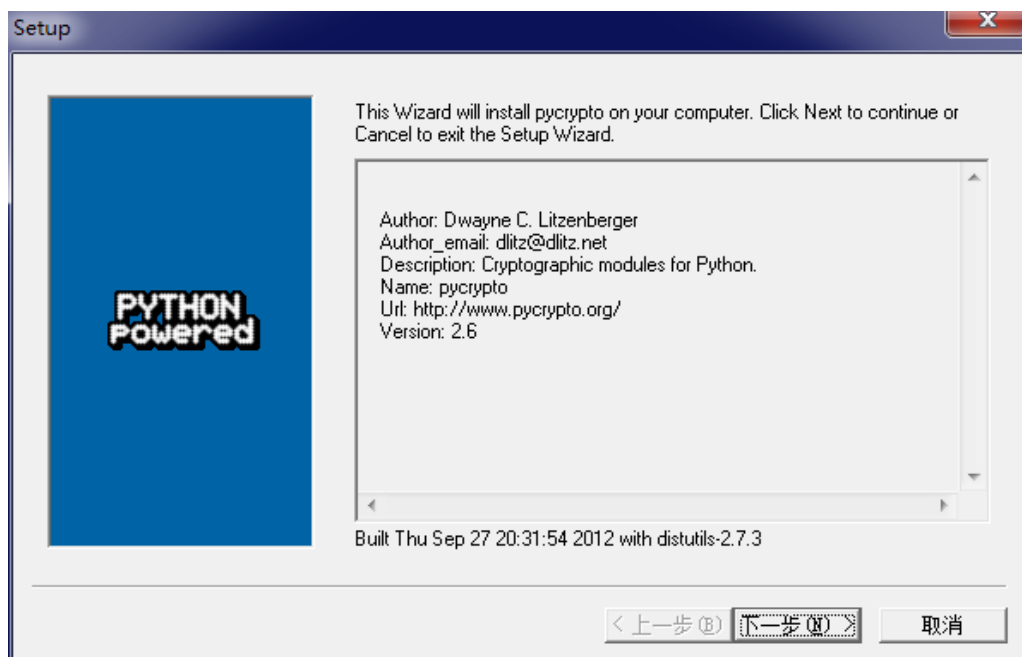 Setup
This Wizard will install pycrypto on your computer. Click Next to continue or
Cancel to exit the Setup Wizard.
Author: Dwayne C. Litzenberger
Author_email: dlitz@dlitz.net
Description: Cryptographic modules for Python.
Name: pycrypto
Url: http://www.pycrypto.org/
Version: 2.6
PYTHON
powered
Built Thu Sep 27 20:31:54 2012 with distutils-2.7.3
< 上一步(B) 下一步(N) > 取消